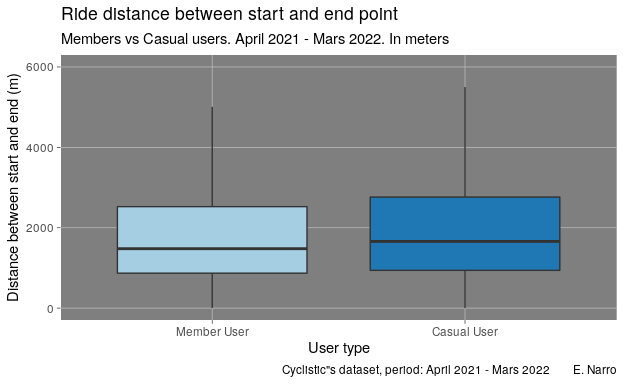 Ride distance between start and end point
Members vs Casual users. April 2021 - Mars 2022. In meters
Distance between start and end (m)
6000
4000
2000
0
Member User
Casual User
User type
Cyclistic"s dataset, period: April 2021 - Mars 2022 E. Narro